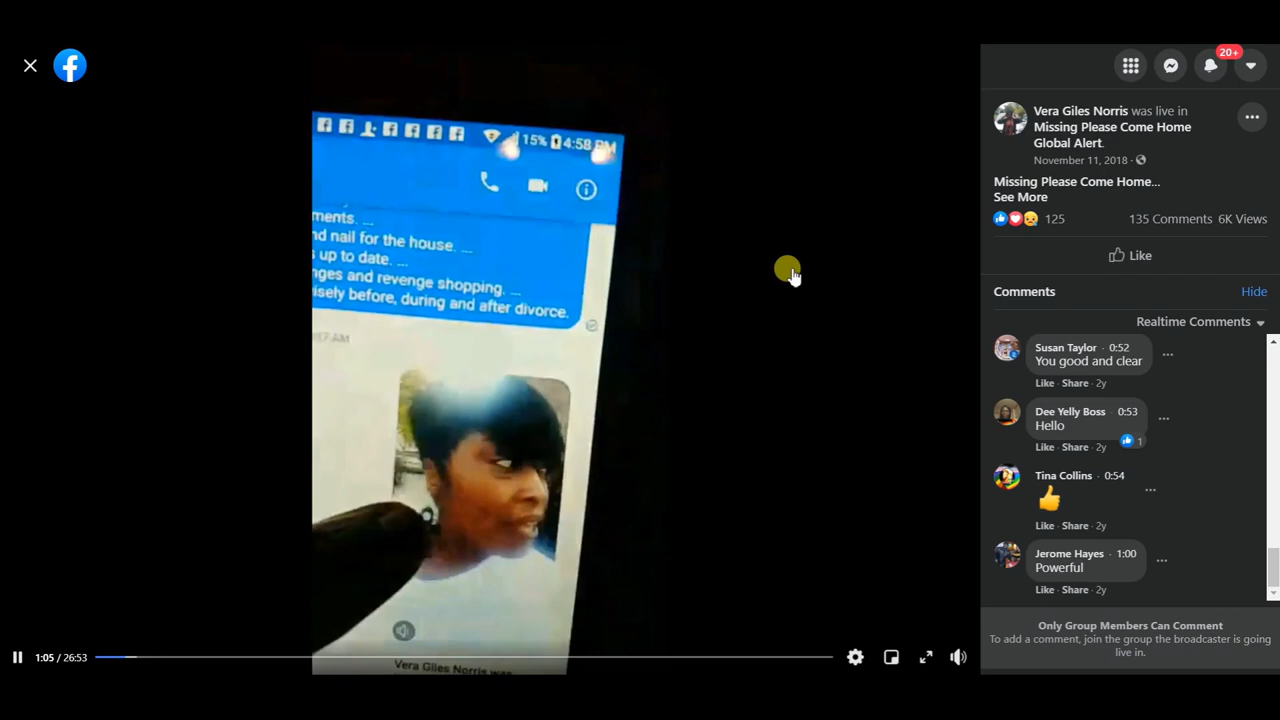 20+
Vera Giles Norris was live in
Missing Please Come Home
Global Alert.
November 11, 2018 ·
Missing Please Come Home...
See More
125 135 Comments 6K Views
Like
Comments Hide
Realtime Comments
Susan Taylor · 0:52
You good and clear
Like · Share · 2y
Dee Yelly Boss · 0:53
Hello
1
Like · Share · 2y
Tina Collins · 0:54
Like · Share · 2y
Jerome Hayes · 1:00
Powerful
Like · Share · 2y
Only Group Members Can Comment
To add a comment, join the group the broadcaster is going
live in.
15% 4:58 PM
ments. ...
nd nail for the house. ...
s up to date. ...
nges and revenge shopping. ...
isely before, during and after divorce.
AM
Vera Giles Norris was
1:05 / 26:53